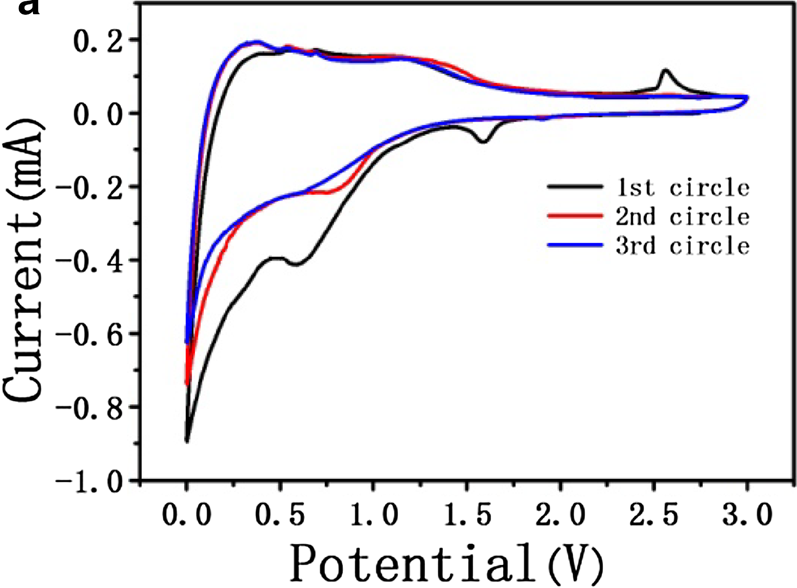 a
0.2
0.0
-0.2
-0.4
-0.6
-0.8
-1.0
Current(mA)
1st circle
2nd circle
3rd circle
0.0 0.5 1.0 1.5 2.0 2.5 3.0
Potential(V)